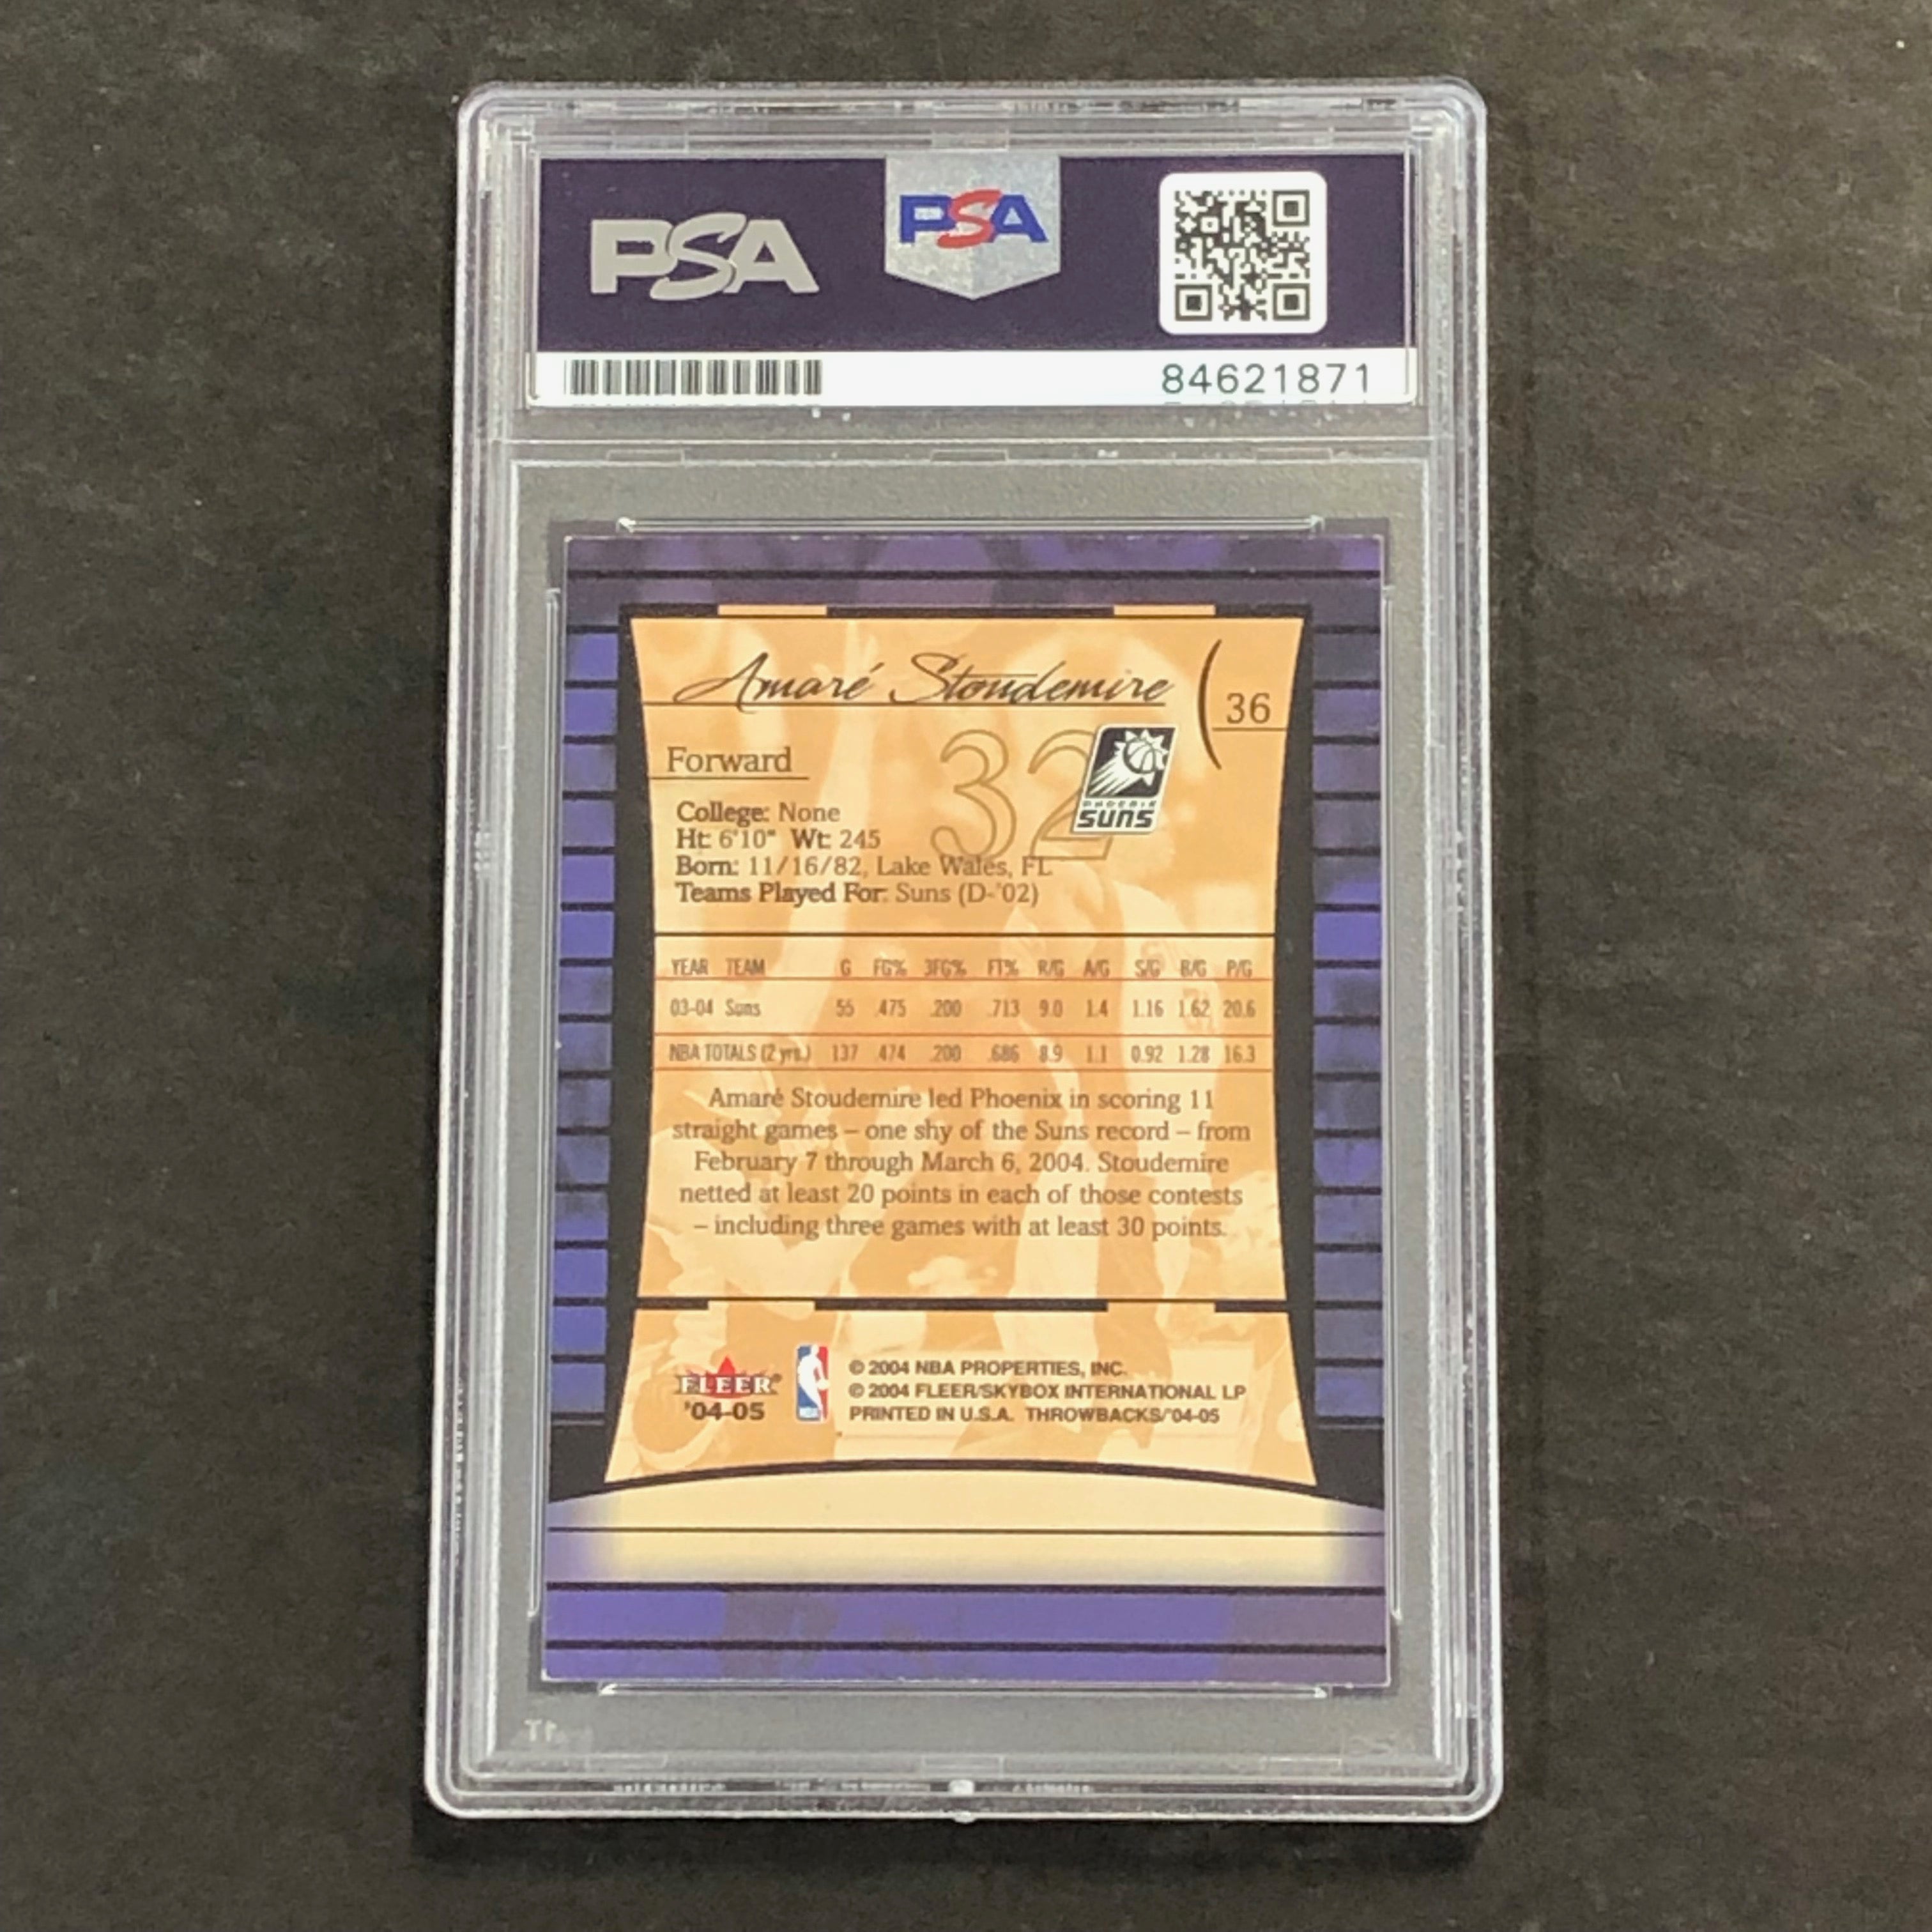 PSA
PSA
84621871
Amaré Stoudemire
36
32
Forward
PHOENIX
SUNS
College: None
Ht: 6'10" Wt: 245
Born: 11/16/82, Lake Wales, FL
Teams Played For: Suns (D-'02)
YEAR TEAM G FG% 3FG% FT% R/G A/G S/G B/G P/G
03-04 Suns 55 .475 .200 .713 9.0 1.4 1.16 1.62 20.6
NBA TOTALS (2 yrs.) 137 .474 .200 .686 8.9 1.1 0.92 1.28 16.3
Amaré Stoudemire led Phoenix in scoring 11
straight games – one shy of the Suns record – from
February 7 through March 6, 2004. Stoudemire
netted at least 20 points in each of those contests
– including three games with at least 30 points.
FLEER®
'04-05
© 2004 NBA PROPERTIES, INC.
© 2004 FLEER/SKYBOX INTERNATIONAL LP
PRINTED IN U.S.A. THROWBACKS/'04-05